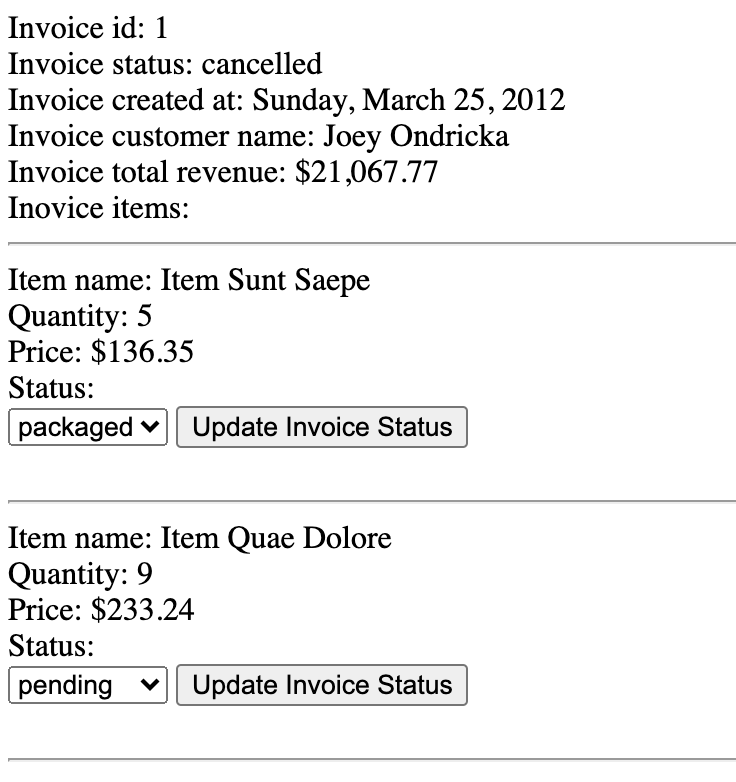 Invoice id: 1
Invoice status: cancelled
Invoice created at: Sunday, March 25, 2012
Invoice customer name: Joey Ondricka
Invoice total revenue: $21,067.77
Inovice items:
Item name: Item Sunt Saepe
Quantity: 5
Price: $136.35
Status:
packaged Update Invoice Status
Item name: Item Quae Dolore
Quantity: 9
Price: $233.24
Status:
pending Update Invoice Status